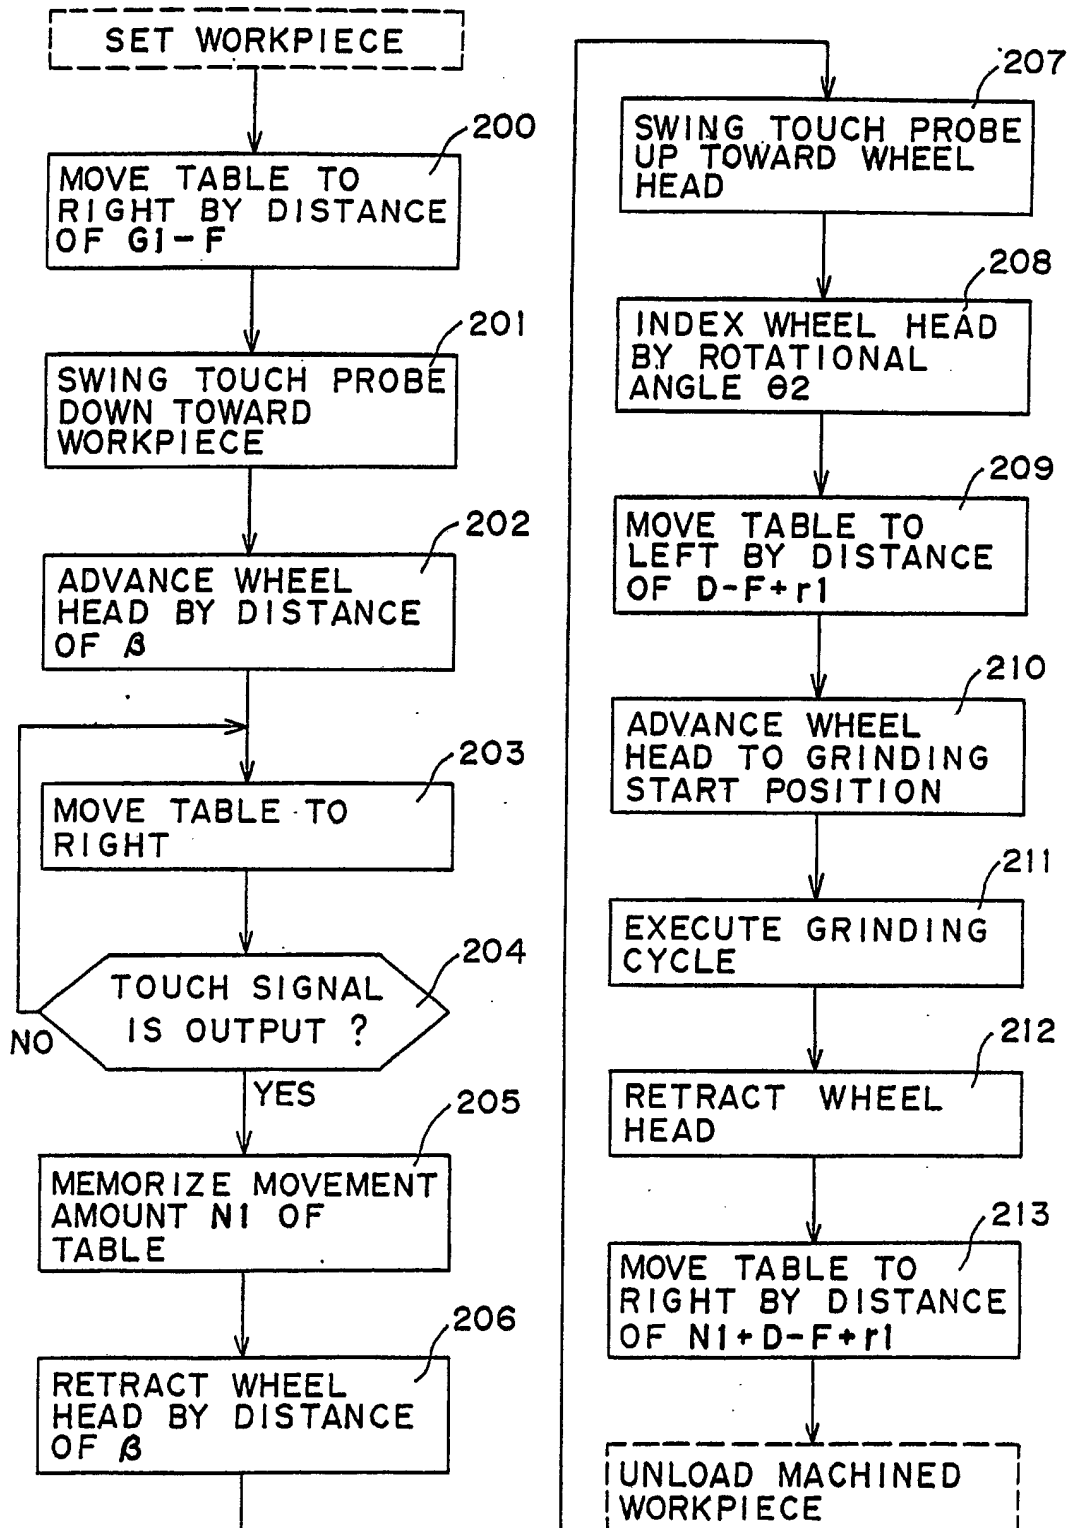 SET WORKPIECE
200
MOVE TABLE TO
RIGHT BY DISTANCE
OF G1-F
201
SWING TOUCH PROBE
DOWN TOWARD
WORKPIECE
202
ADVANCE WHEEL
HEAD BY DISTANCE
OF β
203
MOVE TABLE TO
RIGHT
204
TOUCH SIGNAL
IS OUTPUT ?
NO
YES
205
MEMORIZE MOVEMENT
AMOUNT N1 OF
TABLE
206
RETRACT WHEEL
HEAD BY DISTANCE
OF β
207
SWING TOUCH PROBE
UP TOWARD WHEEL
HEAD
208
INDEX WHEEL HEAD
BY ROTATIONAL
ANGLE θ2
209
MOVE TABLE TO
LEFT BY DISTANCE
OF D-F+r1
210
ADVANCE WHEEL
HEAD TO GRINDING
START POSITION
211
EXECUTE GRINDING
CYCLE
212
RETRACT WHEEL
HEAD
213
MOVE TABLE TO
RIGHT BY DISTANCE
OF N1+D-F+r1
UNLOAD MACHINED
WORKPIECE